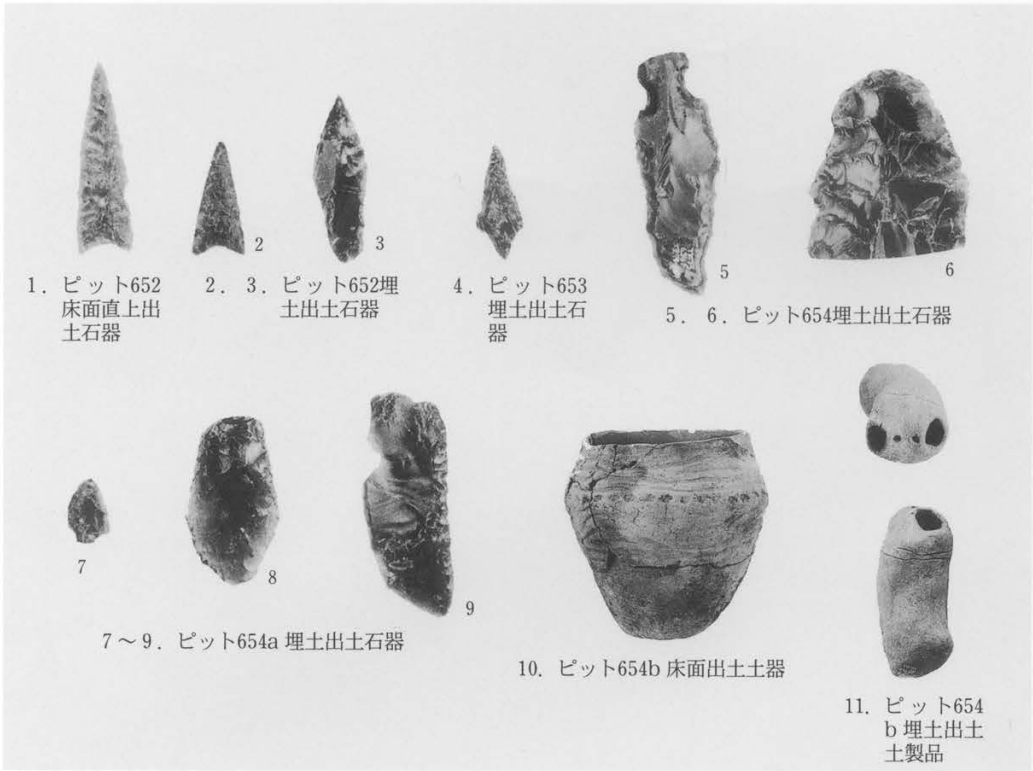 2
3
5
6
1．ピット652
床面直上出
土石器
2．3．ピット652埋
土出土石器
4．ピット653
埋土出土石
器
5．6．ピット654埋土出土石器
7
8
9
7～9．ピット654a 埋土出土石器
10．ピット654b 床面出土土器
11．ピット654
b 埋土出土
土製品